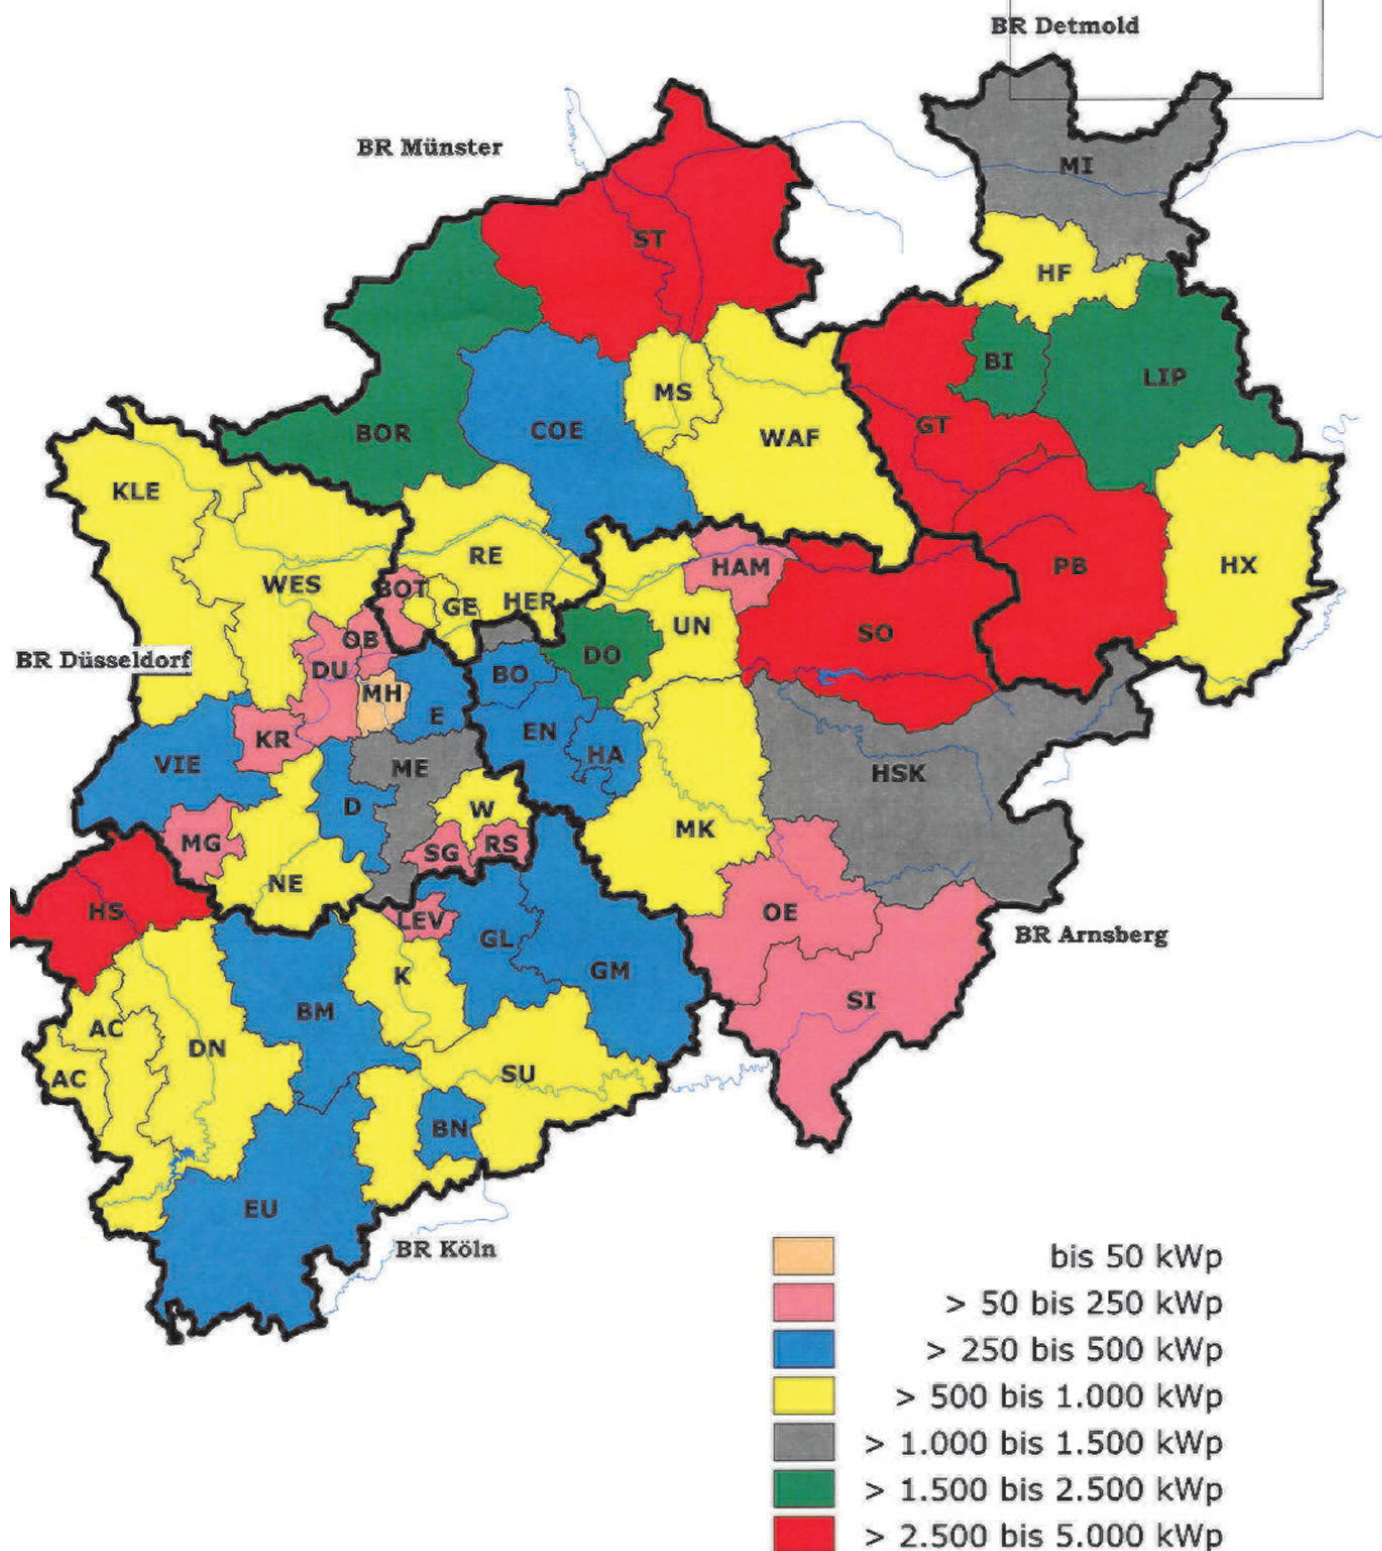 BR Detmold
BR Münster
MI
ST
HF
BI
LIP
MS
GT
BOR
COE
WAF
KLE
RE
HAM
PB
HX
WES
BOT
GE
HER
UN
SO
OB
DO
BR Düsseldorf
DU
BO
MH
E
EN
KR
HA
VIE
ME
HSK
D
W
MK
MG
SG
RS
NE
HS
LEV
OE
GL
BR Arnsberg
K
GM
SI
BM
AC
DN
AC
SU
BN
EU
BR Köln
bis 50 kWp
> 50 bis 250 kWp
> 250 bis 500 kWp
> 500 bis 1.000 kWp
> 1.000 bis 1.500 kWp
> 1.500 bis 2.500 kWp
> 2.500 bis 5.000 kWp